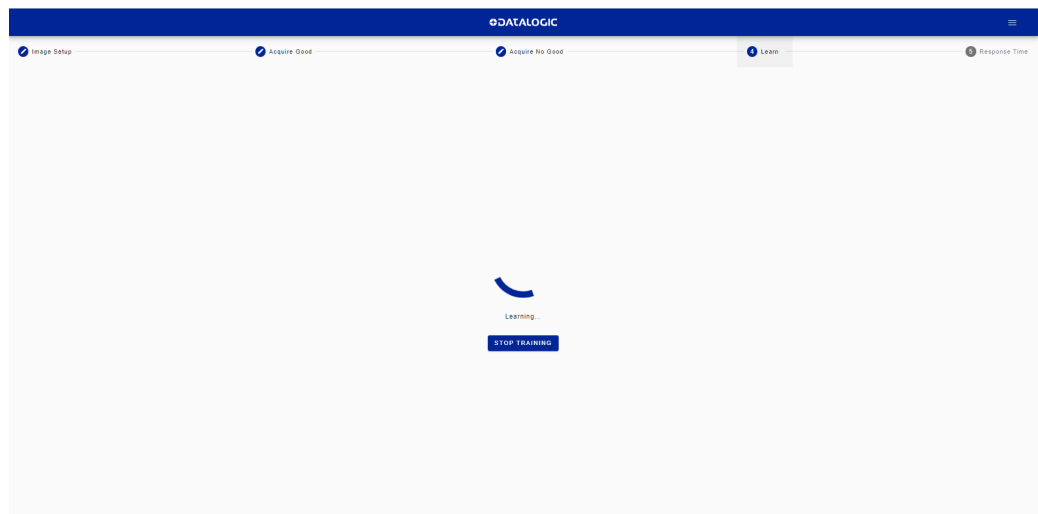 DATALOGIC
Image Setup
Acquire Good
Acquire No Good
4 Learn
5 Response Time
Learning...
STOP TRAINING